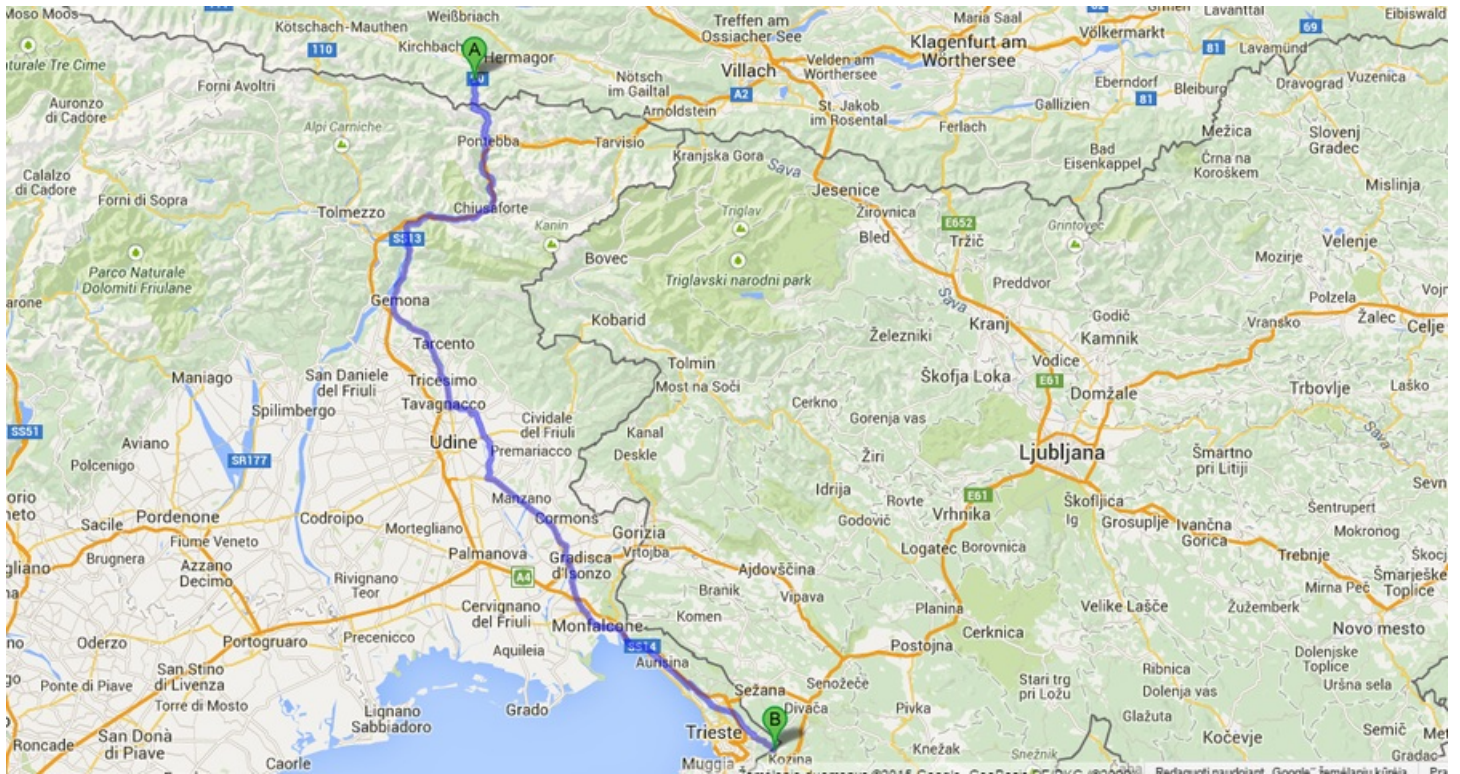 Moso Moos
Kötschach-Mauthen
Weißbriach
Treffen am
Ossiacher See
Maria Saal
Lavanttal
69
Eibiswald
110
Kirchbach
A
Hermagor
Klagenfurt am
Wörthersee
Völkermarkt
81
Lavamünd
aturale Tre Cime
Villach
Velden am
Wörthersee
Nötsch
im Gailtal
A2
Eberndorf
81
Bleiburg
Dravograd
Vuzenica
Forni Avoltri
Auronzo
di Cadore
Arnoldstein
St. Jakob
im Rosental
Gallizien
Ferlach
Mežica
Slovenj
Gradec
Alpi Carniche
Pontebba
Tarvisio
Kranjska Gora
Sava
Bad
Eisenkappel
Črna na
Koroškem
Calalzo
di Cadore
Forni di Sopra
Tolmezzo
Chiusaforte
Kanin
Triglav
Jesenice
Žirovnica
Mislinja
SS13
Bled
E652
Tržič
Grintovec
Velenje
Parco Naturale
Dolomiti Friulane
Bovec
Triglavski narodni park
Preddvor
Mozirje
Gemona
Kobarid
Sava
Kranj
Godič
Kamnik
Polzela
Vransko
Žalec
Celje
Tarcento
Železniki
Tolmin
Most na Soči
Vodice
E61
Domžale
Škofja Loka
Trbovlje
Laško
Maniago
San Daniele
del Friuli
Tricesimo
Tavagnacco
Spilimbergo
Cividale
del Friuli
Cerkno
Gorenja vas
SS51
Aviano
Polcenigo
SR177
Udine
Premariacco
Kanal
Deskle
Žiri
Ljubljana
Šmartno
pri Litiji
Sava
Manzano
Idrija
Rovte
E61
Vrhnika
Škofljica
Ig
Grosuplje
Ivančna
Gorica
Šentrupert
Mokronog
Sacile
Pordenone
Codroipo
Mortegliano
Cormons
Gorizia
Godovič
Brugnera
Fiume Veneto
Azzano
Decimo
Palmanova
Gradisca
d'Isonzo
Vrtojba
Ajdovščina
Logatec
Borovnica
Trebnje
Mirna Peč
Šmarješke
Toplice
Rivignano
Teor
A4
Cervignano
del Friuli
Branik
Vipava
Komen
Planina
Cerknica
Velike Lašče
Žužemberk
Novo mesto
Oderzo
Portogruaro
Precenicco
Aquileia
Monfalcone
SS14
Aurisina
Postojna
Ribnica
Dolenjske
Toplice
Ponte di Piave
San Stino
di Livenza
Torre di Mosto
Lignano
Sabbiadoro
Grado
Sežana
Senožeče
Divača
Stari trg
pri Ložu
Dolenja vas
Uršna sela
B
Pivka
Glažuta
Semič
Roncade
San Donà
di Piave
Caorle
Trieste
Muggia
Kozina
Knežak
Snežnik
Kočevje
Gradac